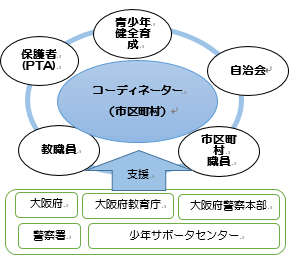 青少年
健全育
成
保護者
(PTA)
自治会
コーディネーター
（市区町村）
教職員
市区町
村
職員
支援
大阪府
大阪府教育庁
大阪府警察本部
警察署
少年サポータセンター